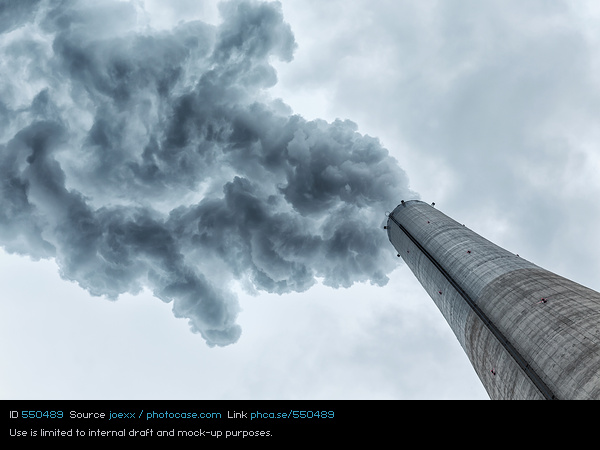 ID 550489 Source joexx / photocase.com Link phca.se/550489
Use is limited to internal draft and mock-up purposes.